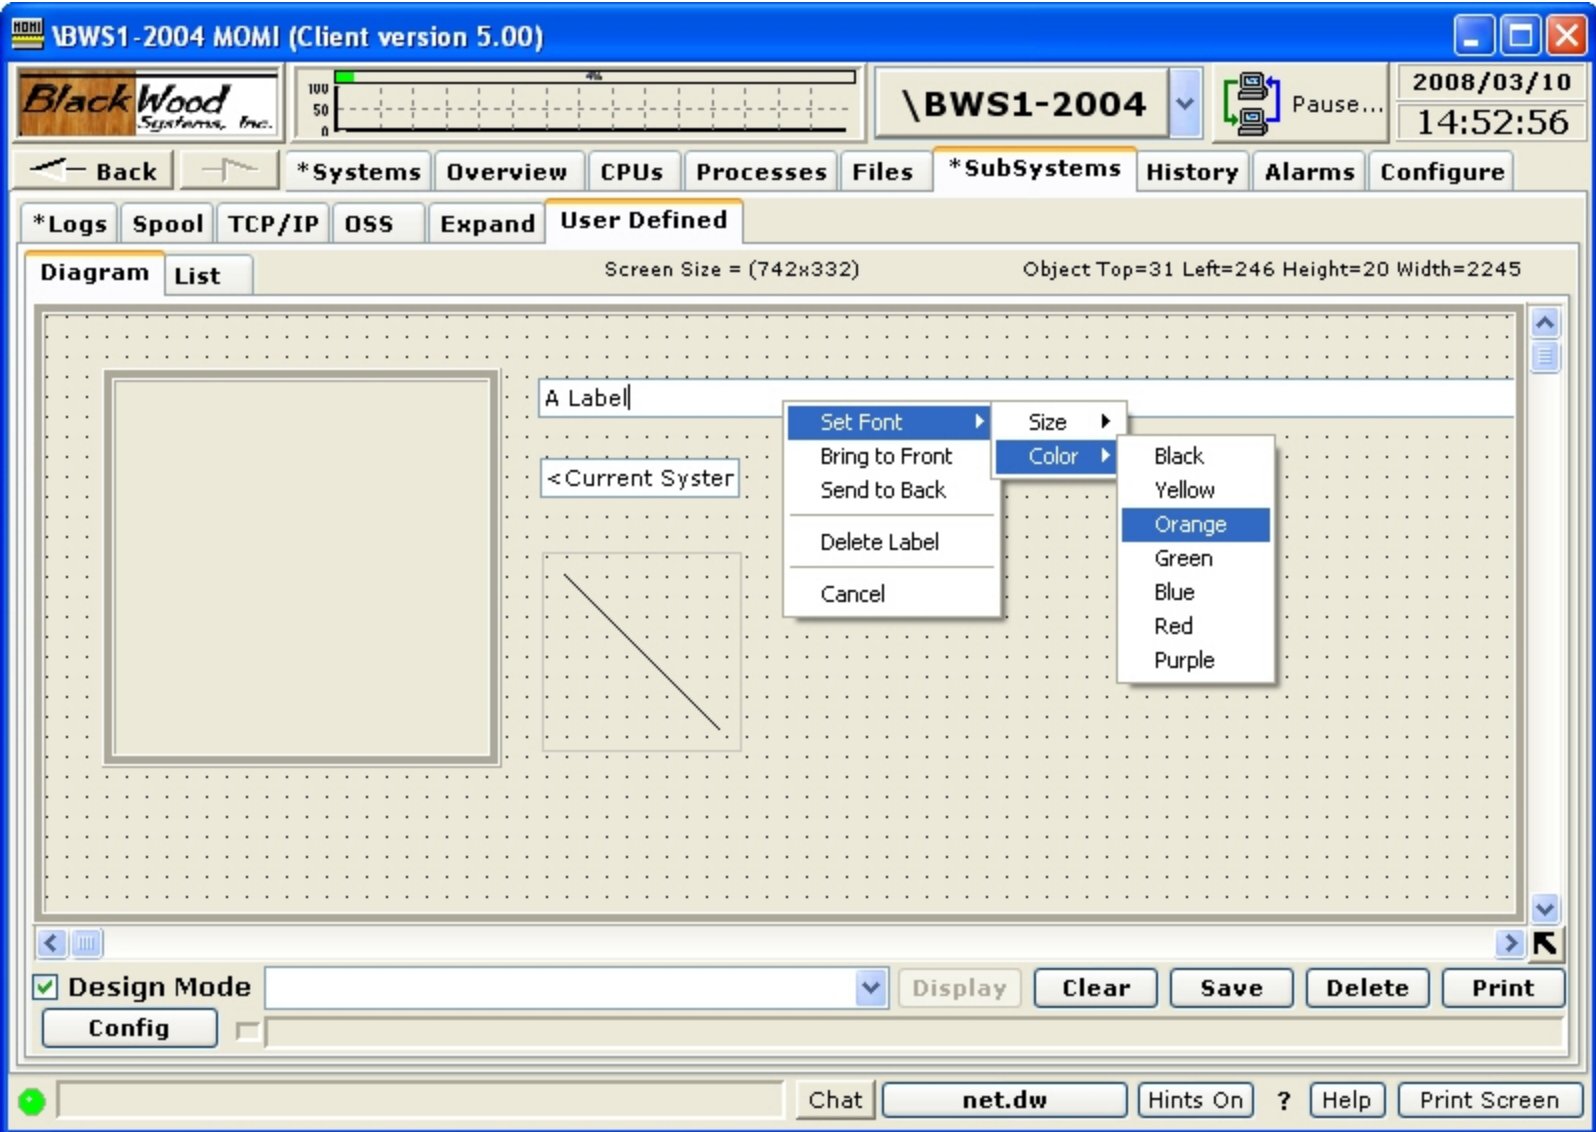 MOMI \BWS1-2004 MOMI (Client version 5.00)
BlackWood Systems, Inc.
4%
100
50
0
\BWS1-2004
Pause...
2008/03/10
14:52:56
Back *Systems Overview CPUs Processes Files *SubSystems History Alarms Configure
*Logs Spool TCP/IP OSS Expand User Defined
Diagram List Screen Size = (742x332) Object Top=31 Left=246 Height=20 Width=2245
A Label
Set Font Size
Bring to Front Color Black
Send to Back Yellow
<Current Syster
Orange
Delete Label
Green
Cancel Blue
Red
Purple
Design Mode Display Clear Save Delete Print
Config
Chat net.dw Hints On ? Help Print Screen